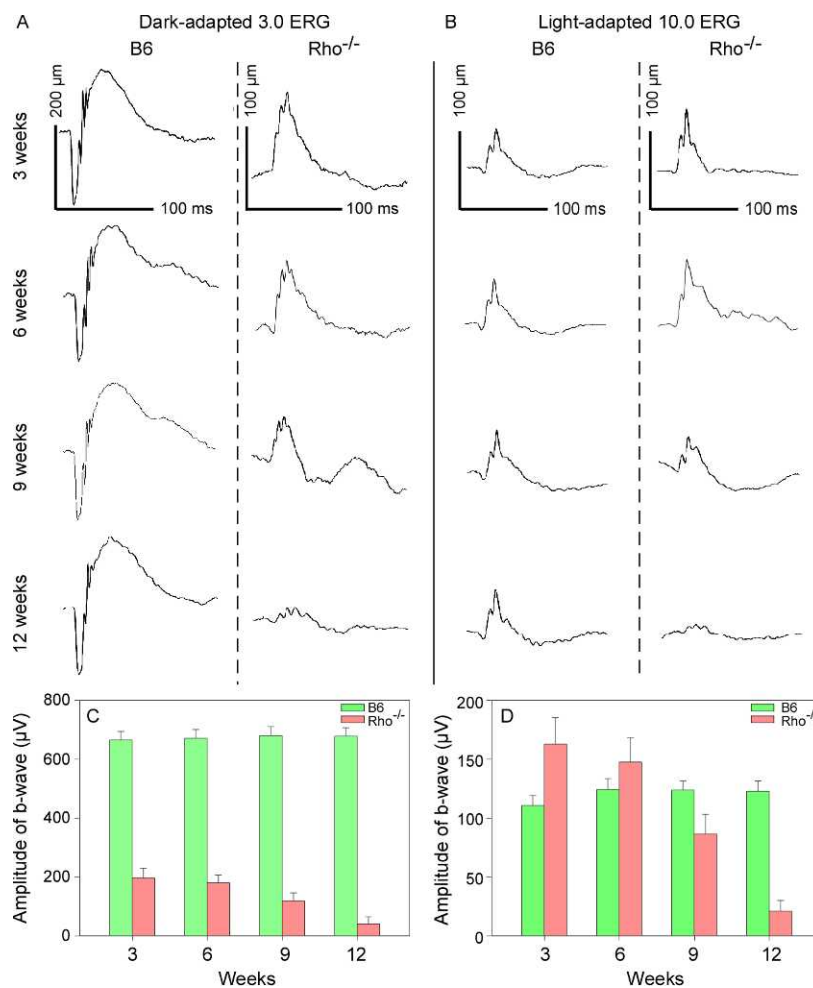 A Dark-adapted 3.0 ERG
B6 Rho-/-
B Light-adapted 10.0 ERG
B6 Rho-/-
3 weeks
200 µm
100 ms
100 µm
100 ms
100 µm
100 ms
100 µm
100 ms
6 weeks
9 weeks
12 weeks
C
B6
Rho-/-
Amplitude of b-wave (µV)
800
600
400
200
0
3 6 9 12
Weeks
D
B6
Rho-/-
Amplitude of b-wave (µV)
200
150
100
50
0
3 6 9 12
Weeks